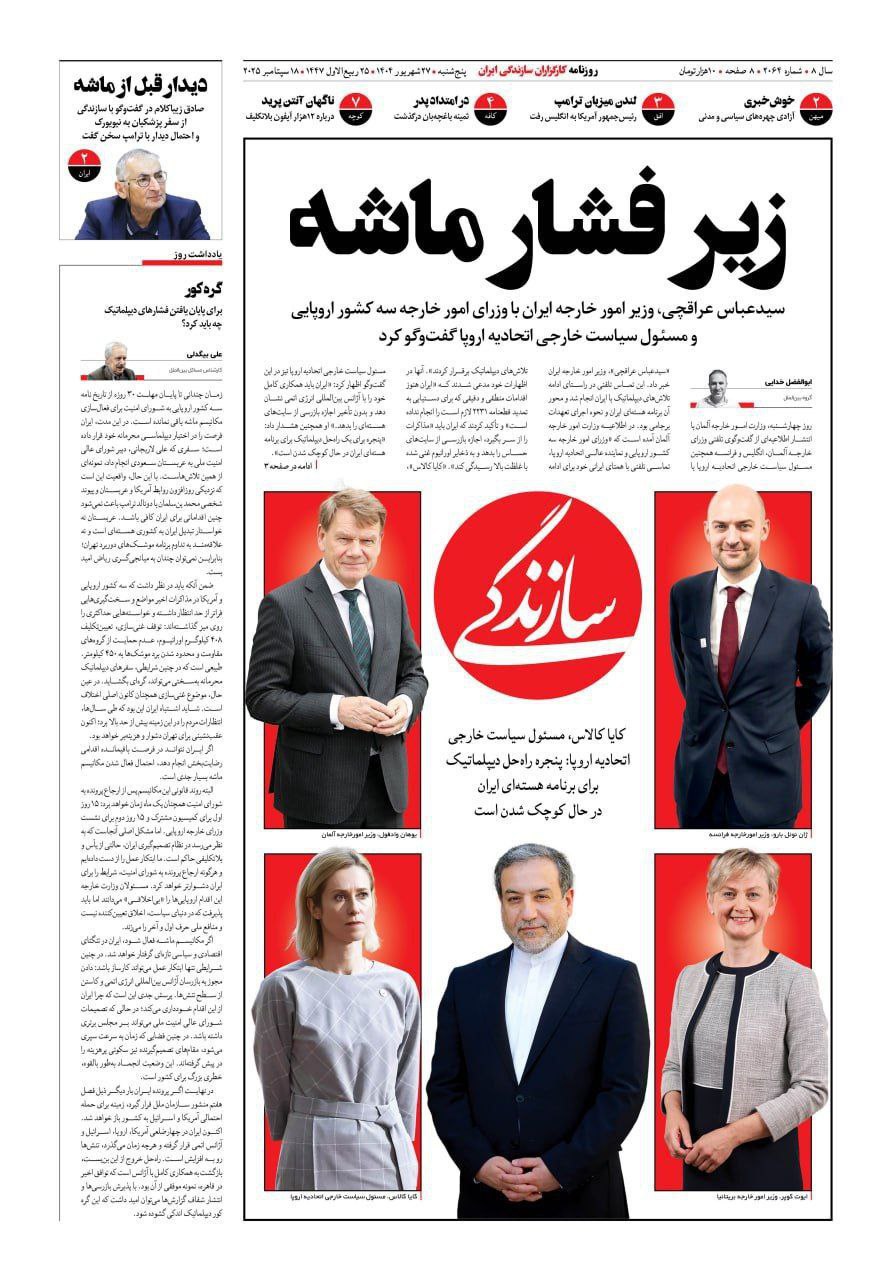 سال ۸ • شماره ۲۰۶۴ • ۸ صفحه • ۱۰هزار تومان
روزنامه کارگزاران سازندگی ایران
پنج‌شنبه • ۲۷ شهریور ۱۴۰۴ • ۲۵ ربیع‌الاول ۱۴۴۷ • ۱۸ سپتامبر ۲۰۲۵
۲
میهن
خوش‌خبری
آزادی چهره‌های سیاسی و مدنی
۳
افق
لندن میزبان ترامپ
رئیس‌جمهور آمریکا به انگلیس رفت
۴
کافه
در امتداد پدر
ثمینه باغچه‌بان درگذشت
۷
کوچه
ناگهان آنتن پرید
درباره ۱۲هزار آیفون بلاتکلیف
زیر فشار ماشه
سیدعباس عراقچی، وزیر امور خارجه ایران با وزرای امور خارجه سه کشور اروپایی
و مسئول سیاست خارجی اتحادیه اروپا گفت‌وگو کرد
ابوالفضل خدایی
گروه بین‌الملل
روز چهارشنبه، وزارت امور خارجه آلمان با
انتشار اطلاعیه‌ای از گفت‌وگوی تلفنی وزرای
خارجه آلمان، انگلیس و فرانسه همچنین
مسئول سیاست خارجی اتحادیه اروپا با
«سیدعباس عراقچی»، وزیر امور خارجه ایران
خبر داد. این تماس تلفنی در راستای ادامه
تلاش‌های دیپلماتیک با ایران انجام شد و محور
آن برنامه هسته‌ای ایران و نحوه اجرای تعهدات
برجامی بود. در اطلاعیه وزارت امور خارجه
آلمان آمده است که «وزرای امور خارجه سه
کشور اروپایی و نماینده عالی اتحادیه اروپا،
تماسی تلفنی با همتای ایرانی خود برای ادامه
تلاش‌های دیپلماتیک برقرار کردند». آنها در
اظهارات خود مدعی شدند که «ایران هنوز
اقدامات منطقی و دقیقی که برای دستیابی به
تمدید قطعنامه ۲۲۳۱ لازم است را انجام نداده
است» و تأکید کردند که ایران باید «مذاکرات
را از سر بگیرد، اجازه بازرسی از سایت‌های
حساس را بدهد و به ذخایر اورانیوم غنی شده
با غلظت بالا رسیدگی کند». «کایا کالاس»،
مسئول سیاست خارجی اتحادیه اروپا نیز در این
گفت‌وگو اظهار کرد: «ایران باید همکاری کامل
خود را با آژانس بین‌المللی انرژی اتمی نشان
دهد و بدون تأخیر اجازه بازرسی از سایت‌های
هسته‌ای را بدهد» و همچنین هشدار داد:
«پنجره برای یک راه‌حل دیپلماتیک برای برنامه
هسته‌ای ایران در حال کوچک شدن است».
ادامه در صفحه ۳
سازندگی
کایا کالاس، مسئول سیاست خارجی
اتحادیه اروپا: پنجره راه‌حل دیپلماتیک
برای برنامه هسته‌ای ایران
در حال کوچک شدن است
ژان نوئل بارو، وزیر امورخارجه فرانسه
یوهان وادفول، وزیر امورخارجه آلمان
ایوت کوپر، وزیر امور خارجه بریتانیا
کایا کالاس، مسئول سیاست خارجی اتحادیه اروپا
دیدار قبل از ماشه
صادق زیباکلام در گفت‌وگو با سازندگی
از سفر پزشکیان به نیویورک
و احتمال دیدار با ترامپ سخن گفت
۲
ایران
یادداشت روز
گره کور
برای پایان یافتن فشارهای دیپلماتیک
چه باید کرد؟
علی بیگدلی
کارشناس مسائل بین‌الملل
زمان چندانی تا پایان مهلت ۳۰ روزه از تاریخ نامه
سه کشور اروپایی به شورای امنیت برای فعال‌سازی
مکانیسم ماشه باقی نمانده است. در این مدت، ایران
فرصت را در اختیار دیپلماسی محرمانه خود قرار داده
است؛ سفری که علی لاریجانی، دبیر شورای عالی
امنیت ملی به عربستان سعودی انجام داد، نمونه‌ای
از همین تلاش‌هاست. با این حال، واقعیت این است
که نزدیکی روزافزون روابط آمریکا و عربستان و پیوند
شخصی محمد بن‌سلمان با دونالد ترامپ باعث نمی‌شود
چنین اقداماتی برای ایران کافی باشد. عربستان نه
خواستار تبدیل ایران به کشوری هسته‌ای است و نه
علاقه‌مند به تداوم برنامه موشک‌های دوربرد تهران؛
بنابراین نمی‌توان چندان به میانجی‌گری ریاض امید
بست.
ضمن آنکه باید در نظر داشت که سه کشور اروپایی
و آمریکا در مذاکرات اخیر مواضع و سخت‌گیری‌هایی
فراتر از حد انتظار داشته و خواسته‌هایی حداکثری را
روی میز گذاشته‌اند: توقف غنی‌سازی، تعیین‌تکلیف
۴۰۸ کیلوگرم اورانیوم، عدم حمایت از گروه‌های
مقاومت و محدود شدن برد موشک‌ها به ۴۵۰ کیلومتر.
طبیعی است که در چنین شرایطی، سفرهای دیپلماتیک
محرمانه به‌سختی می‌تواند، گره‌ای بگشاید. در عین
حال، موضوع غنی‌سازی همچنان کانون اصلی اختلاف
است. شاید اشتباه ایران این بود که طی سال‌ها،
انتظارات مردم را در این زمینه بیش از حد بالا برد؛ اکنون
عقب‌نشینی برای تهران دشوار و هزینه‌بر خواهد بود.
اگر ایران نتواند در فرصت باقیمانده اقدامی
رضایت‌بخش انجام دهد، احتمال فعال شدن مکانیسم
ماشه بسیار جدی است.
البته روند قانونی این مکانیسم پس از ارجاع پرونده به
شورای امنیت همچنان یک ماه زمان خواهد برد: ۱۵ روز
اول برای کمیسیون مشترک و ۱۵ روز دوم برای نشست
وزرای خارجه اروپایی. اما مشکل اصلی آنجاست که به
نظر می‌رسد در نظام تصمیم‌گیری ایران، حالتی از یأس و
بلاتکلیفی حاکم است. ما ابتکار عمل را از دست داده‌ایم
و هرگونه ارجاع پرونده به شورای امنیت، شرایط را برای
ایران دشوارتر خواهد کرد. مسئولان وزارت خارجه
این اقدام اروپایی‌ها را «بی‌اخلاقی» می‌دانند اما باید
پذیرفت که در دنیای سیاست، اخلاق تعیین‌کننده نیست
و منافع ملی حرف اول و آخر را می‌زند.
اگر مکانیسم ماشه فعال شود، ایران در تنگنای
اقتصادی و سیاسی تازه‌ای گرفتار خواهد شد. در چنین
شرایطی تنها ابتکار عمل می‌تواند کارساز باشد: دادن
مجوز به بازرسان آژانس بین‌المللی انرژی اتمی و کاستن
از سطح تنش‌ها. پرسش جدی این است که چرا ایران
از این اقدام خودداری می‌کند؛ در حالی که تصمیمات
شورای عالی امنیت ملی می‌تواند بر مجلس برتری
داشته باشد. در چنین فضایی که زمان به سرعت سپری
می‌شود، مقام‌های تصمیم‌گیرنده نیز سکوتی پرهزینه را
در پیش گرفته‌اند. این وضعیت انجماد به‌طور بالقوه،
خطری بزرگ برای کشور است.
در نهایت اگر پرونده ایران بار دیگر ذیل فصل
هفتم منشور سازمان ملل قرار گیرد، زمینه برای حمله
احتمالی آمریکا و اسرائیل به کشور باز خواهد شد.
اکنون ایران در چهارضلعی آمریکا، اروپا، اسرائیل و
آژانس اتمی قرار گرفته و هرچه زمان می‌گذرد، تنش‌ها
رو به افزایش است. راه‌حل خروج از این بن‌بست،
بازگشت به همکاری کامل با آژانس است که توافق اخیر
در قاهره، نمونه موفقی از آن بود. با پذیرش بازرسی‌ها و
انتشار شفاف گزارش‌ها می‌توان امید داشت که این گره
کور دیپلماتیک اندکی گشوده شود.